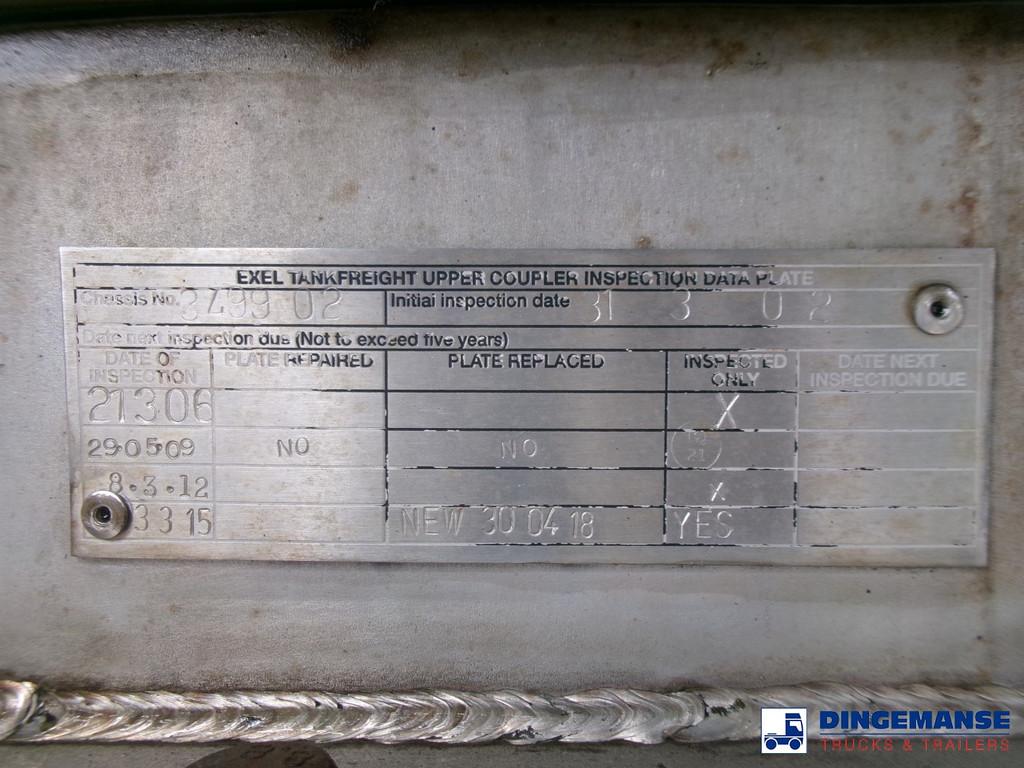 EXEL TANKFREIGHT UPPER COUPLER INSPECTION DATA PLATE
Chassis No. 3499-02 Initial inspection date 31 3 02
Date next inspection due (Not to exceed five years)
DATE OF INSPECTION PLATE REPAIRED PLATE REPLACED INSPECTED ONLY DATE NEXT INSPECTION DUE
21306 X
29·05·09 NO NO
8·3·12 x
3 3 15 NEW 30 04 18 YES
DINGEMANSE
TRUCKS & TRAILERS